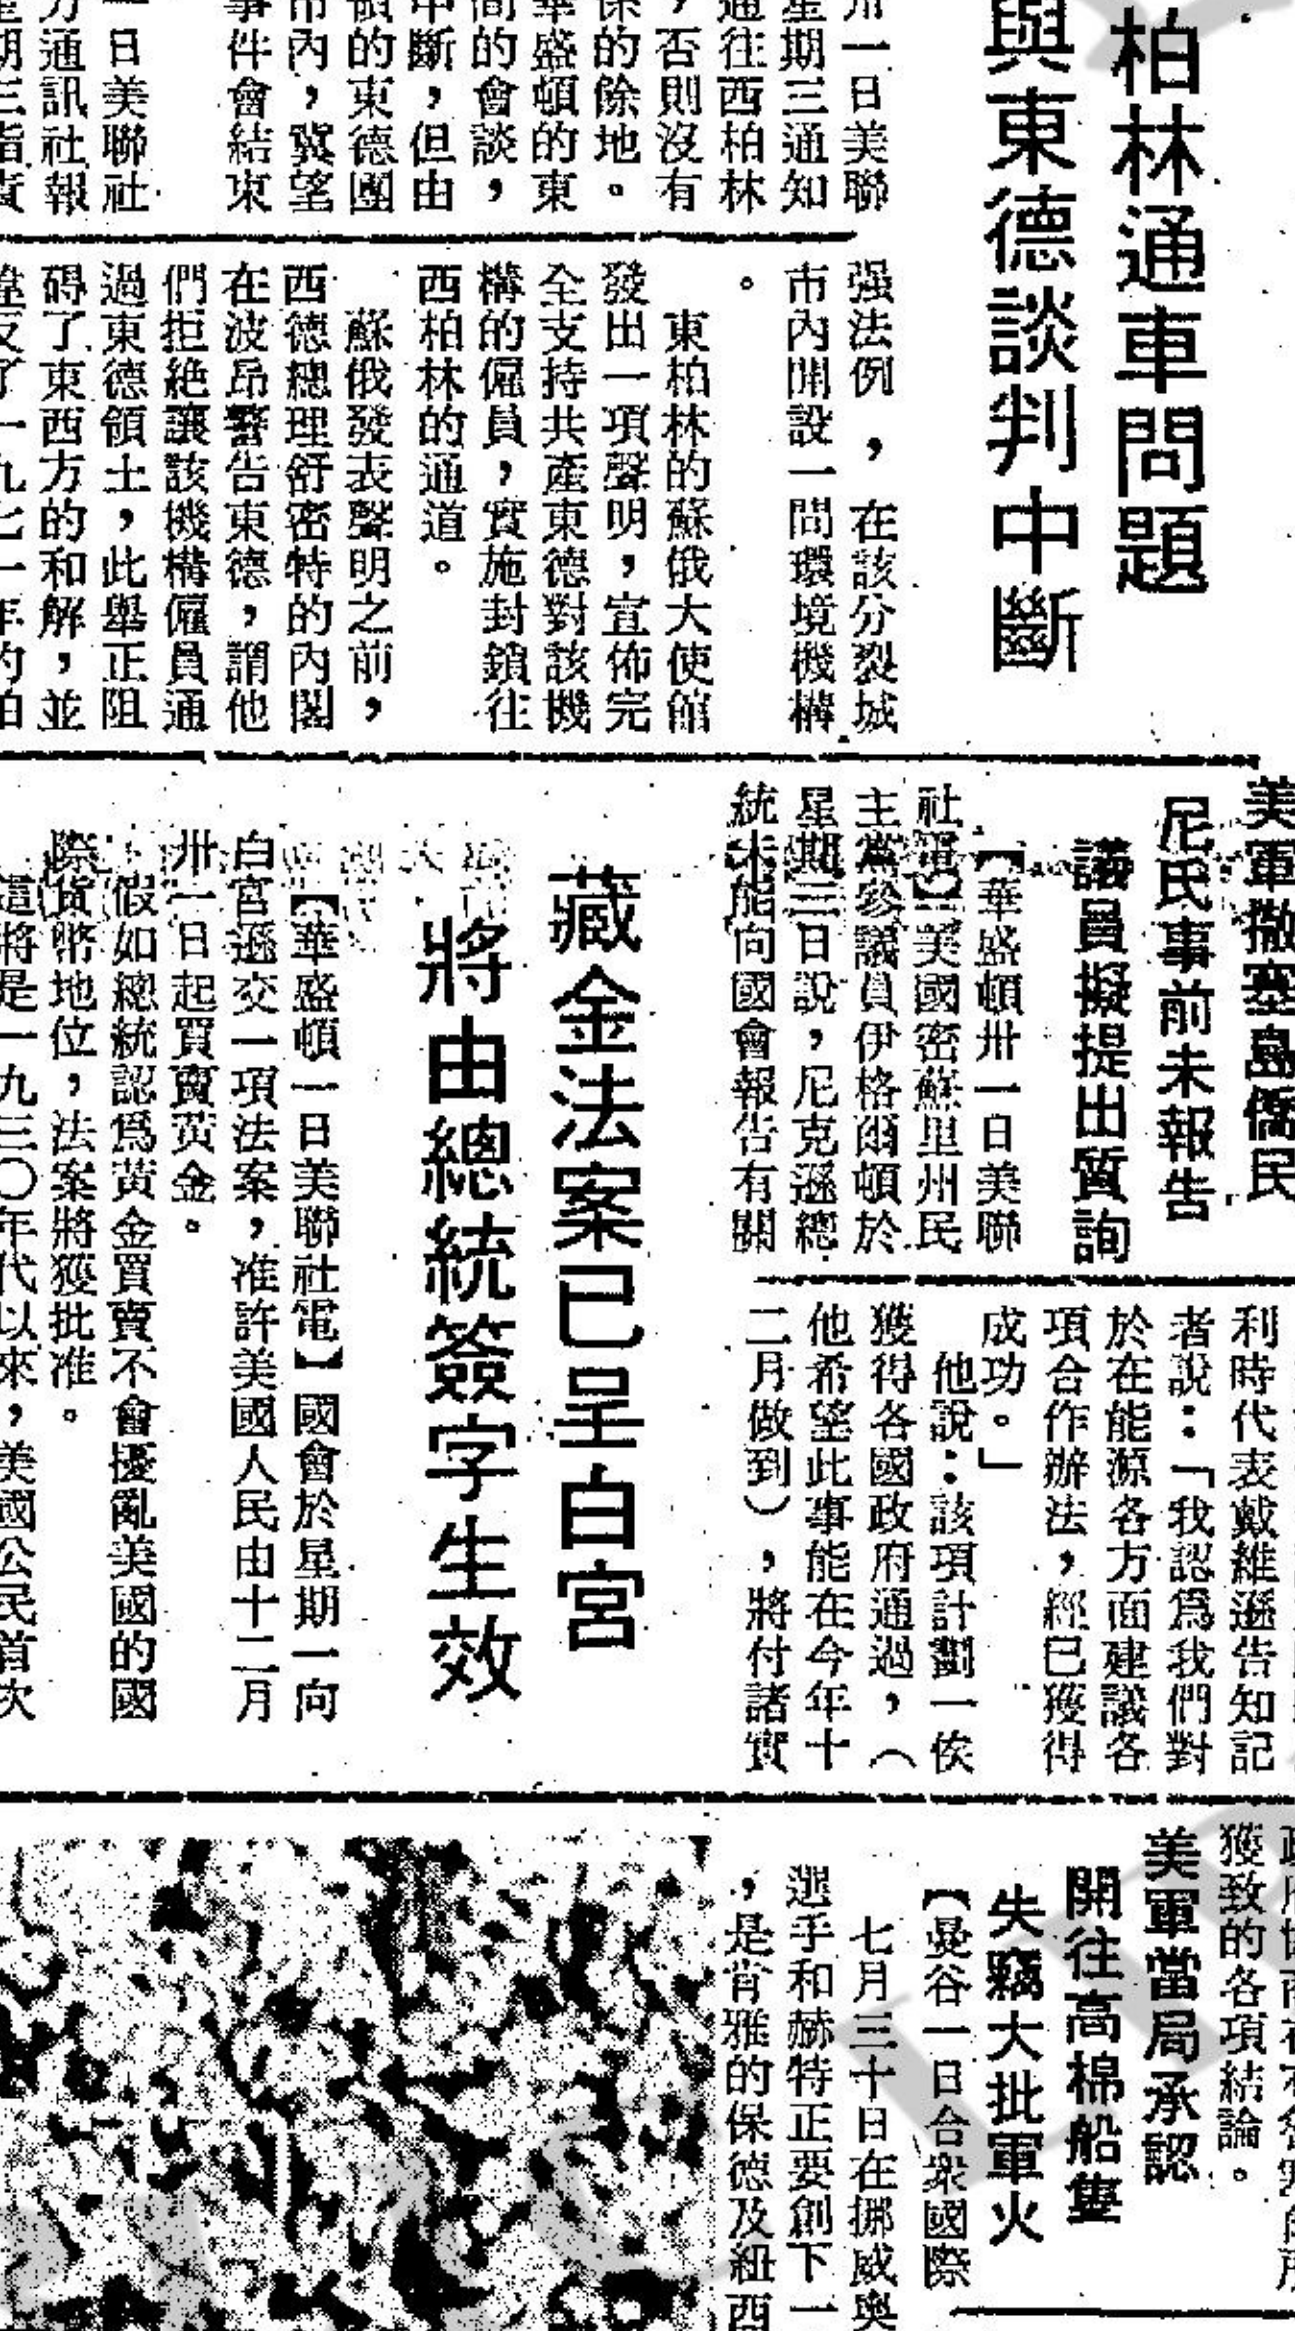 柏林通車問題
與東德談判中斷
卅一日美聯
星期三通知
通往西柏林
，否則沒有
的餘地。
華盛頓的東
間的會談，
中斷，但由
領的東德團
市內，冀望
事件會結束
一日美聯社
方通訊社報
星期三指責
强法例，在該分裂城
市內開設一問環境機構
。
東柏林的蘇俄大使館
發出一項聲明，宣佈完
全支持共產東德對該機
構的僱員，實施封鎖往
西柏林的通道。
蘇俄發表聲明之前，
西德總理舒密特的內閣
在波昂警告東德，謂他
們拒絶讓該機構僱員通
過東德領土，此舉正阻
碍了東西方的和解，並
違反了一九七一年的柏
美軍撤塞島僑民
尼氏事前未報告
議員擬提出質詢
【華盛頓卅一日美聯
社電】美國密蘇里州民
主黨參議員伊格爾頓於
星期三日說，尼克遜總
統未能向國會報告有關
利時代表戴維遜告知記
者說：「我認爲我們對
於在能源各方面建議各
項合作辦法，經已獲得
成功。」
他說：該項計劃一俟
獲得各國政府通過，（
他希望此事能在今年十
二月做到），將付諸實
藏金法案已呈白宮
將由總統簽字生效
【華盛頓一日美聯社電】國會於星期一向
白宮遞交一項法案，准許美國人民由十二月
卅一日起買賣黃金。
假如總統認爲黃金買賣不會擾亂美國的國
際貨幣地位，法案將獲批准。
這將是一九三〇年代以來，美國公民首次
獲致的各項結論。
美軍當局承認
開往高棉船隻
失竊大批軍火
【曼谷一日合衆國際
七月三十日在挪威奧
選手和赫特正要創下一
，是肯雅的保德及紐西